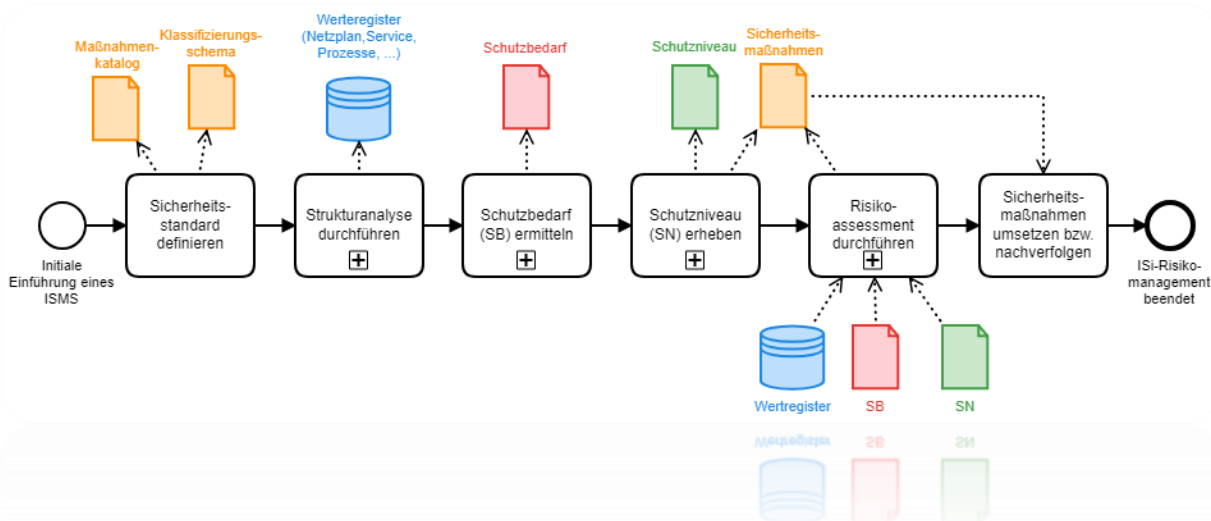 Maßnahmen-
katalog
Klassifizierungs-
schema
Werteregister
(Netzplan,Service,
Prozesse, ...)
Schutzbedarf
Schutzniveau
Sicherheits-
maßnahmen
Initiale
Einführung eines
ISMS
Sicherheits-
standard
definieren
Strukturanalyse
durchführen
Schutzbedarf
(SB) ermitteln
Schutzniveau
(SN) erheben
Risiko-
assessment
durchführen
Sicherheits-
maßnahmen
umsetzen bzw.
nachverfolgen
ISi-Risiko-
management
beendet
Wertregister
SB
SN